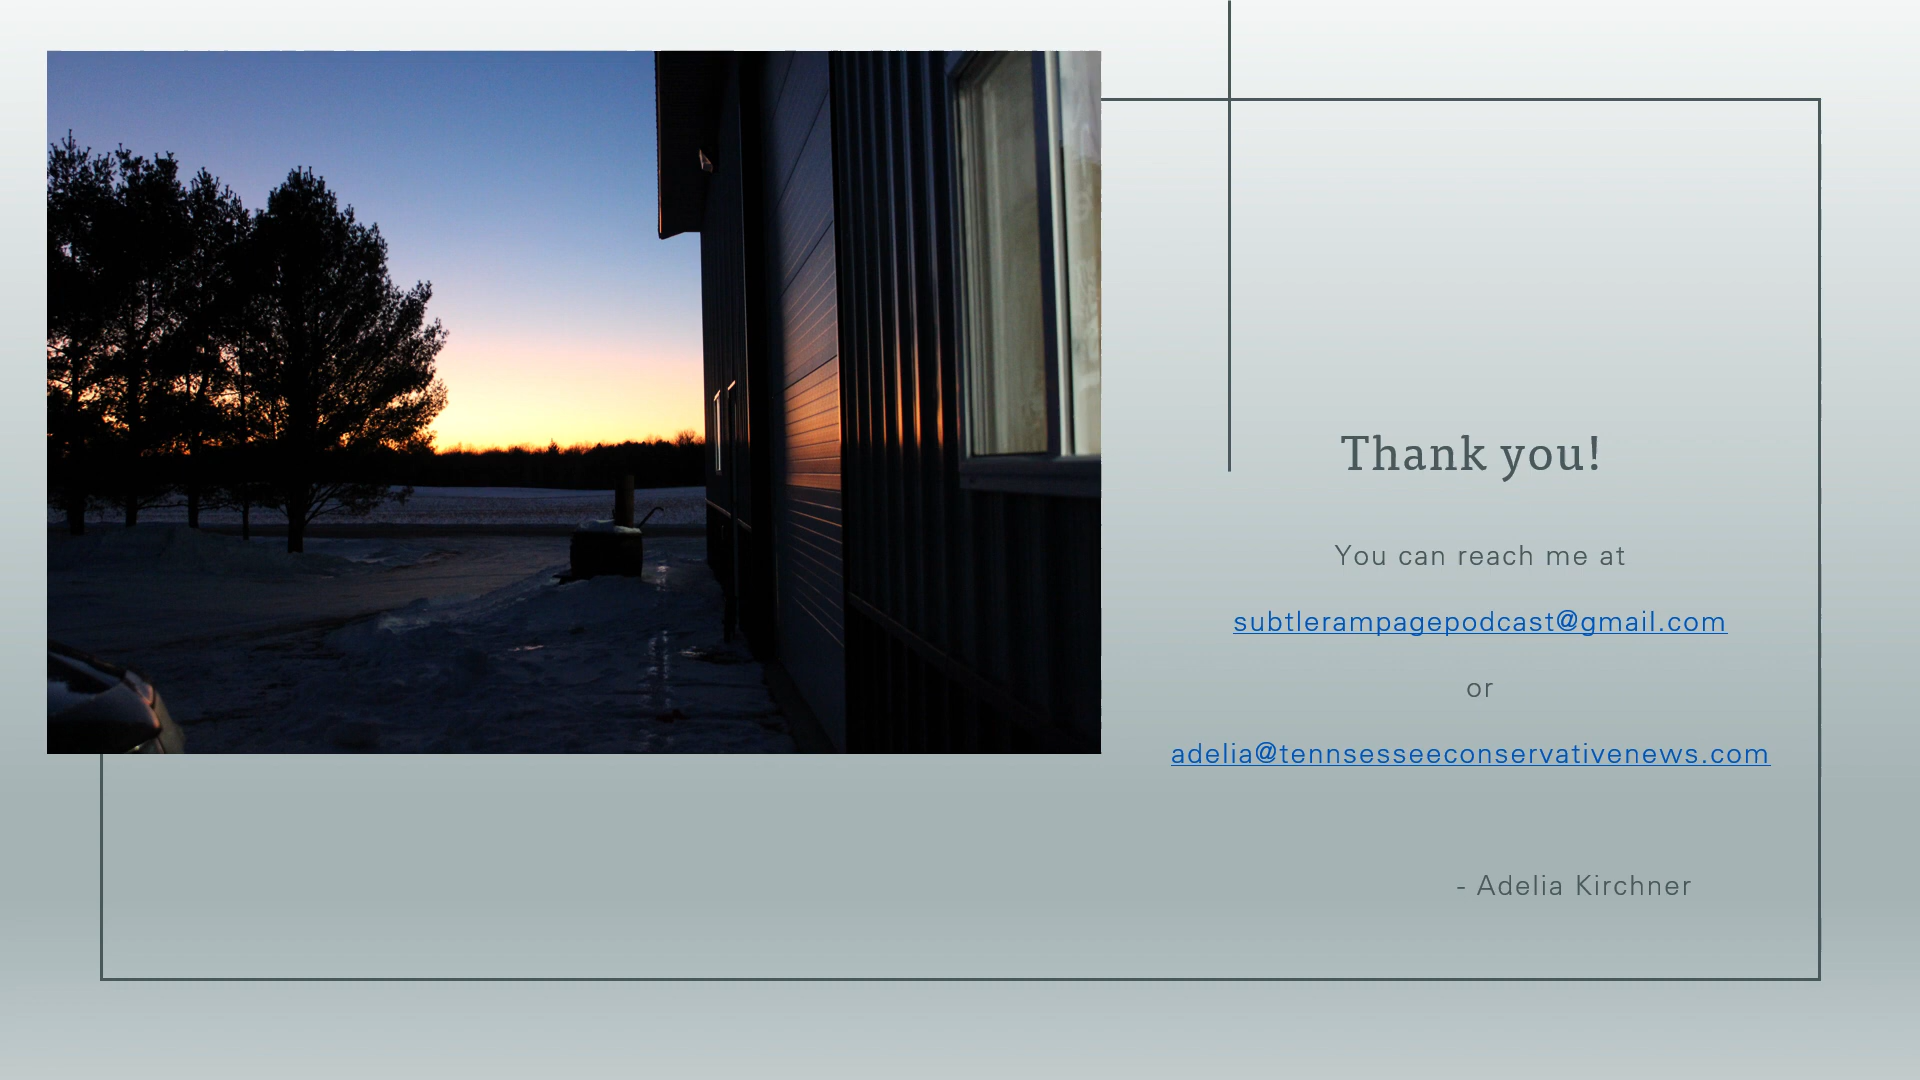 Thank you!
You can reach me at
subtlerampagepodcast@gmail.com
or
adelia@tennsesseeconservativenews.com
- Adelia Kirchner